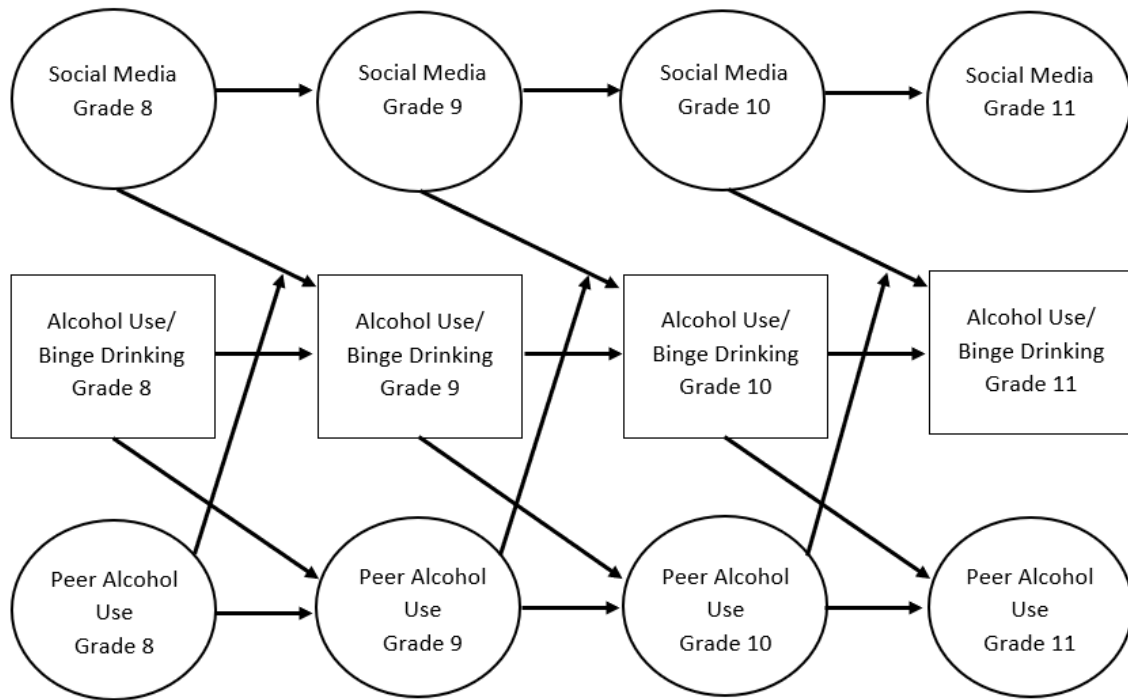 Social Media
Grade 8
Social Media
Grade 9
Social Media
Grade 10
Social Media
Grade 11
Alcohol Use/
Binge Drinking
Grade 8
Alcohol Use/
Binge Drinking
Grade 9
Alcohol Use/
Binge Drinking
Grade 10
Alcohol Use/
Binge Drinking
Grade 11
Peer Alcohol
Use
Grade 8
Peer Alcohol
Use
Grade 9
Peer Alcohol
Use
Grade 10
Peer Alcohol
Use
Grade 11